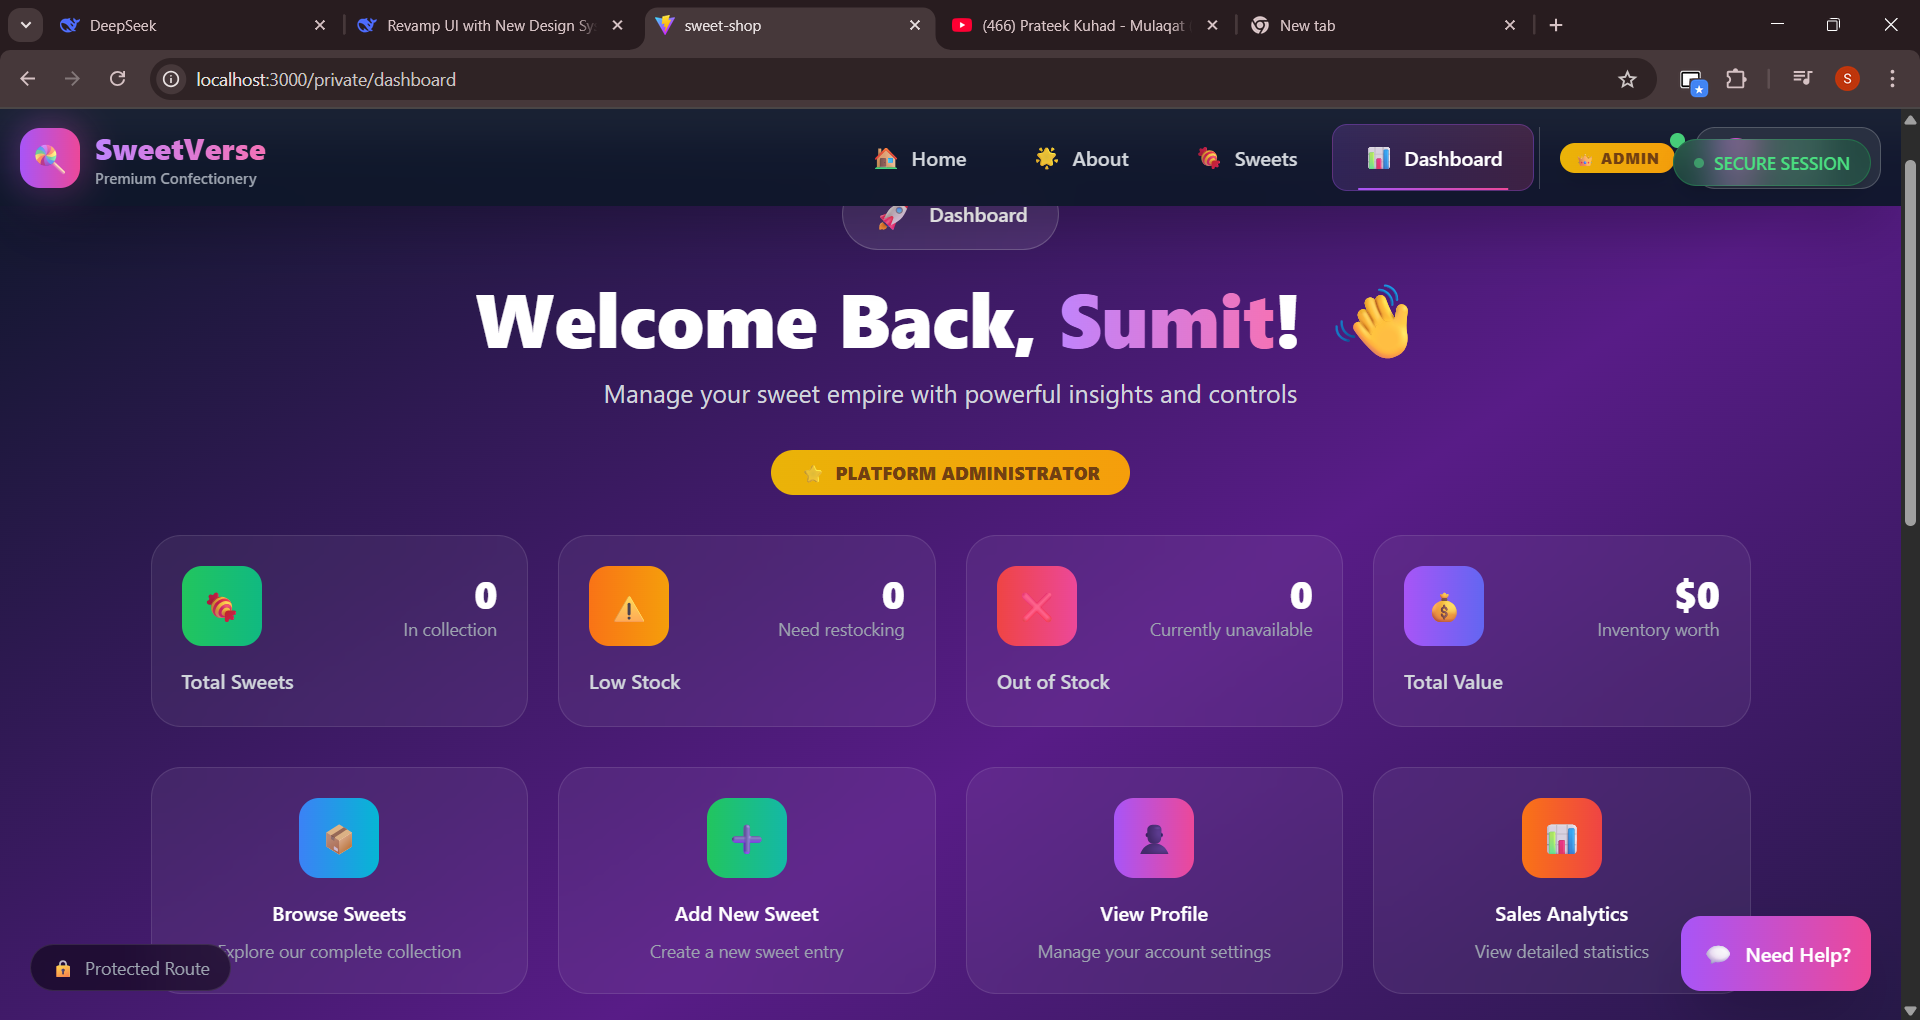 DeepSeek
Revamp UI with New Design Sy
sweet-shop
(466) Prateek Kuhad - Mulaqat
New tab
localhost:3000/private/dashboard
S
SweetVerse
Premium Confectionery
Home
About
Sweets
Dashboard
ADMIN
SECURE SESSION
Dashboard
Welcome Back, Sumit!
Manage your sweet empire with powerful insights and controls
PLATFORM ADMINISTRATOR
0
In collection
Total Sweets
0
Need restocking
Low Stock
0
Currently unavailable
Out of Stock
$0
Inventory worth
Total Value
Browse Sweets
Explore our complete collection
Add New Sweet
Create a new sweet entry
View Profile
Manage your account settings
Sales Analytics
View detailed statistics
Protected Route
Need Help?